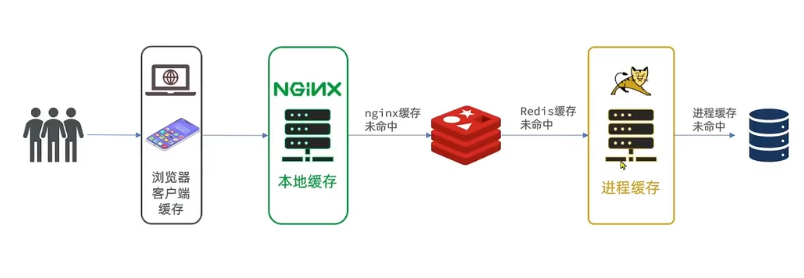 NGINX
nginx缓存
未命中
Redis缓存
未命中
进程缓存
未命中
浏览器
客户端
缓存
本地缓存
进程缓存